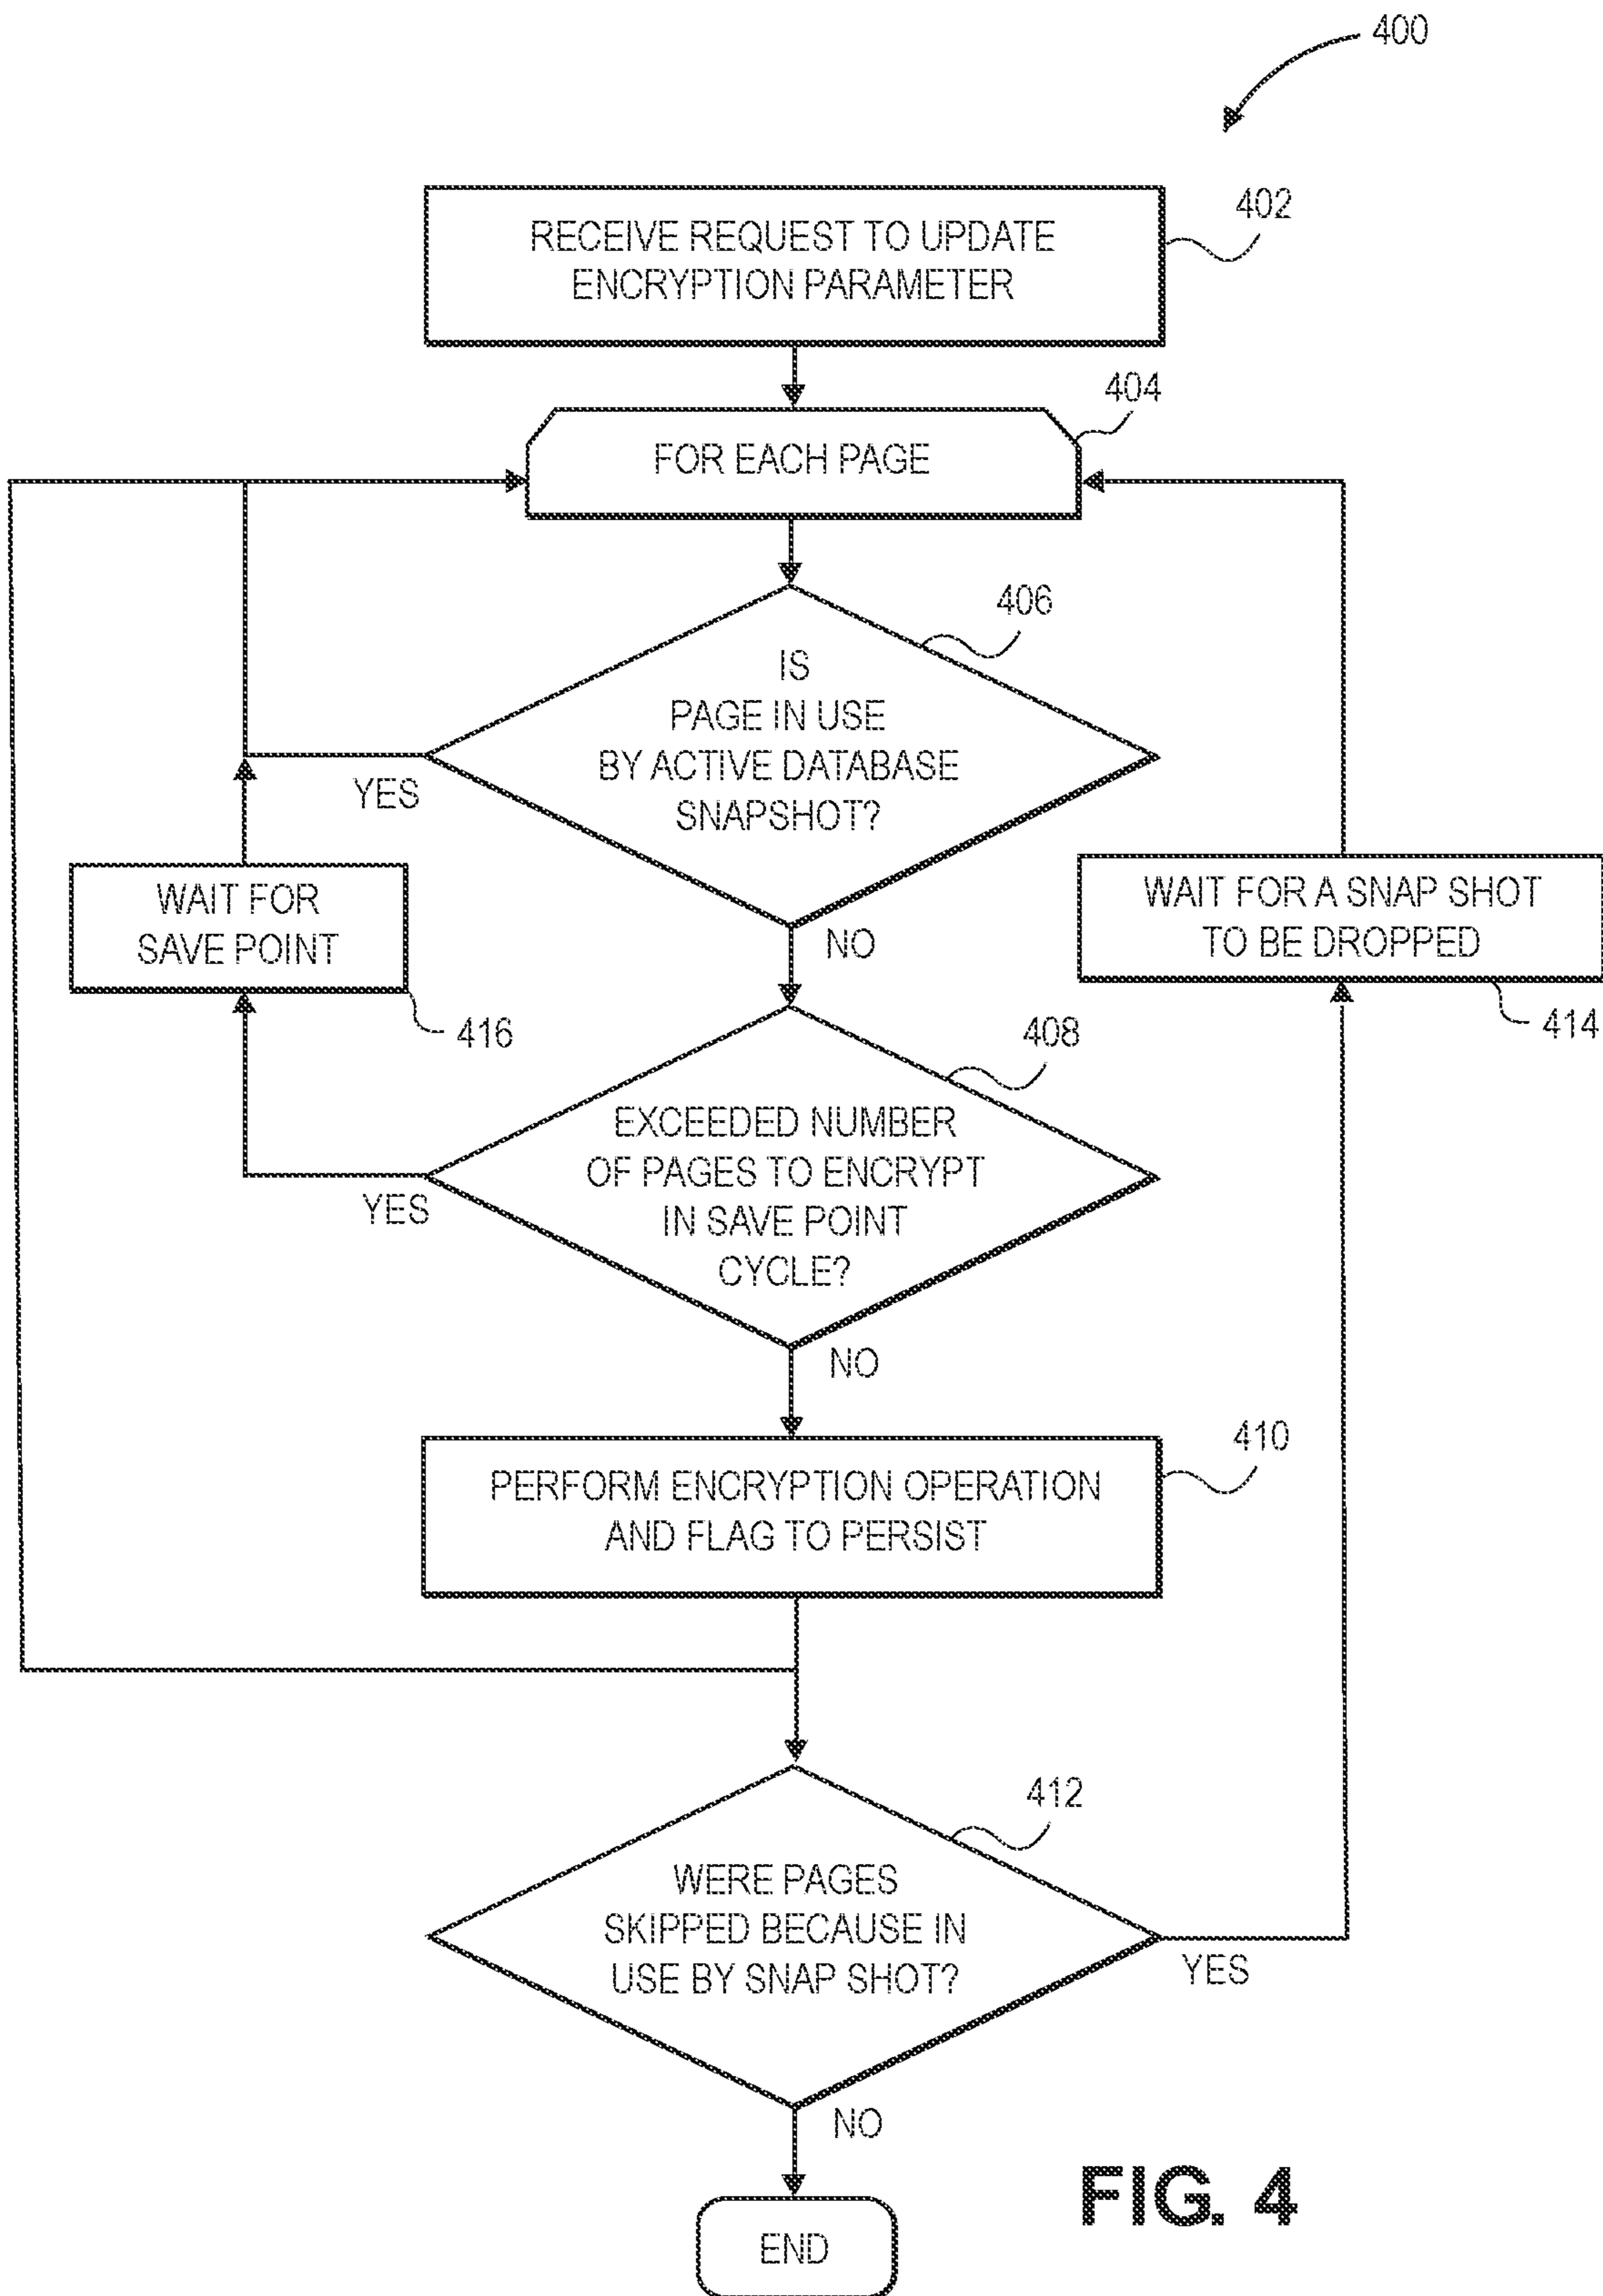 400
RECEIVE REQUEST TO UPDATE
ENCRYPTION PARAMETER
402
FOR EACH PAGE
404
IS
PAGE IN USE
BY ACTIVE DATABASE
SNAPSHOT?
406
YES
NO
WAIT FOR
SAVE POINT
416
WAIT FOR A SNAP SHOT
TO BE DROPPED
414
EXCEEDED NUMBER
OF PAGES TO ENCRYPT
IN SAVE POINT
CYCLE?
408
YES
NO
PERFORM ENCRYPTION OPERATION
AND FLAG TO PERSIST
410
WERE PAGES
SKIPPED BECAUSE IN
USE BY SNAP SHOT?
412
YES
NO
END
FIG. 4